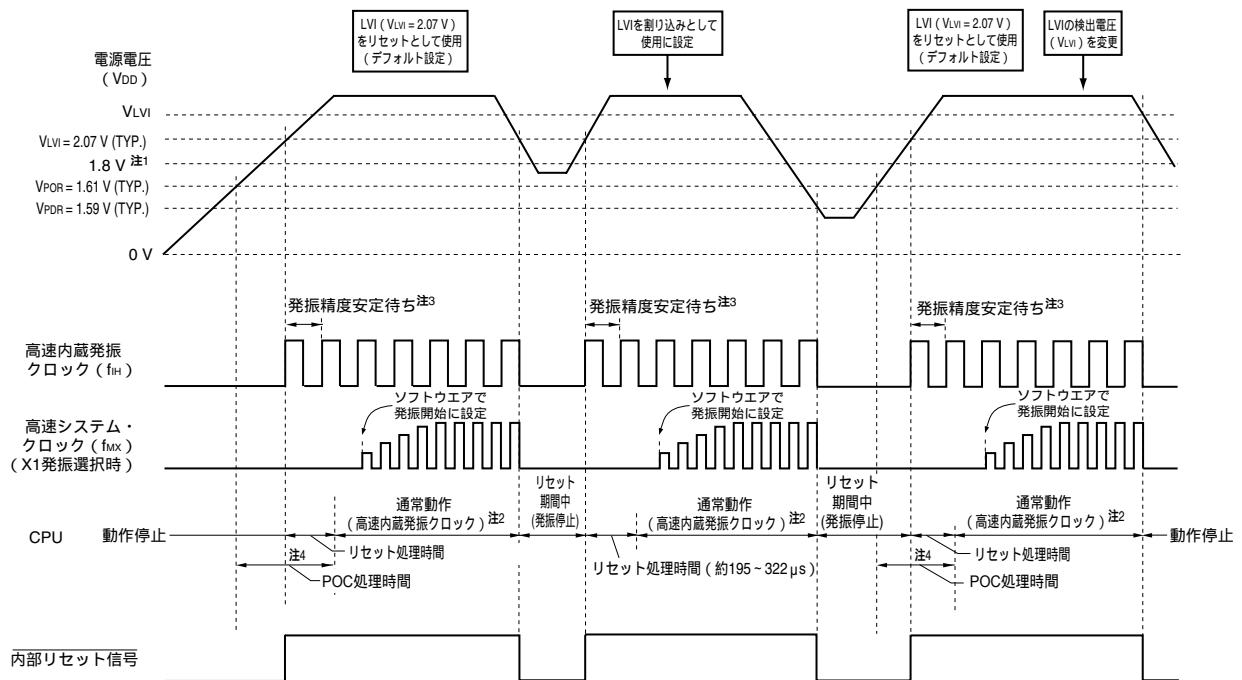 LVI（VLVI = 2.07 V）
をリセットとして使用
（デフォルト設定）
LVIを割り込みとして
使用に設定
LVI（VLVI = 2.07 V）
をリセットとして使用
（デフォルト設定）
LVIの検出電圧
（VLVI）を変更
電源電圧
（VDD）
VLVI
VLVI = 2.07 V (TYP.)
1.8 V 注1
VPOR = 1.61 V (TYP.)
VPDR = 1.59 V (TYP.)
0 V
発振精度安定待ち注3
発振精度安定待ち注3
発振精度安定待ち注3
高速内蔵発振
クロック（fIH）
ソフトウエアで
発振開始に設定
ソフトウエアで
発振開始に設定
ソフトウエアで
発振開始に設定
高速システム・
クロック（fMX）
（X1発振選択時）
CPU
動作停止
通常動作
（高速内蔵発振クロック）注2
リセット
期間中
(発振停止)
通常動作
（高速内蔵発振クロック）注2
リセット
期間中
(発振停止)
通常動作
（高速内蔵発振クロック）注2
動作停止
リセット処理時間
注4
POC処理時間
リセット処理時間（約195～322 μs）
リセット処理時間
注4
POC処理時間
内部リセット信号